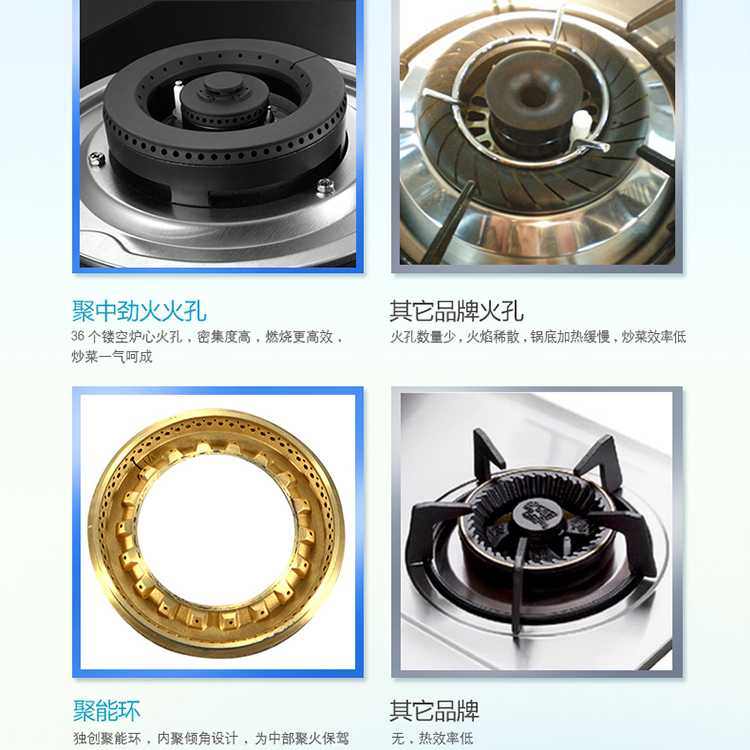 聚中劲火火孔
36 个镂空炉心火孔，密集度高，燃烧更高效，
炒菜一气呵成
其它品牌火孔
火孔数量少，火焰稀散，锅底加热缓慢，炒菜效率低
聚能环
独创聚能环，内聚倾角设计，为中部聚火保驾
其它品牌
无，热效率低